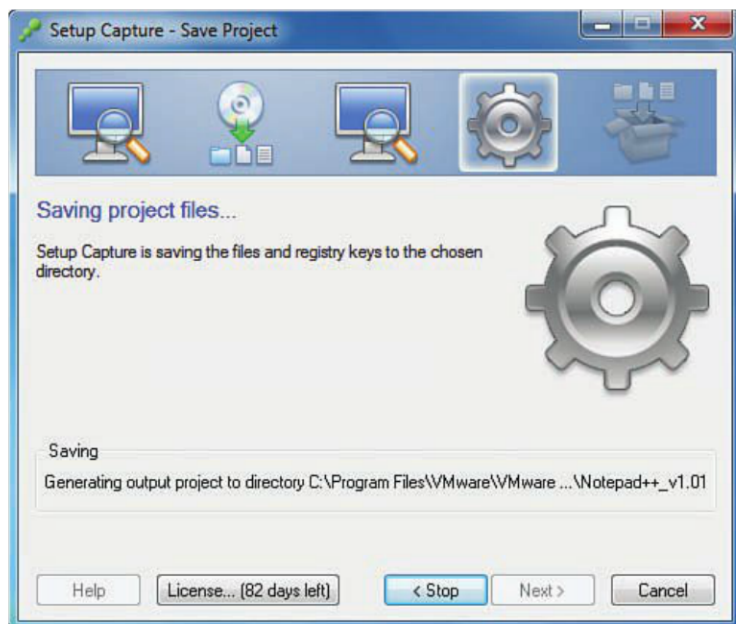 Setup Capture - Save Project
Saving project files...
Setup Capture is saving the files and registry keys to the chosen
directory.
Saving
Generating output project to directory C:\Program Files\VMware\VMware ...\Notepad++_v1.01
Help
License... (82 days left)
< Stop
Next >
Cancel